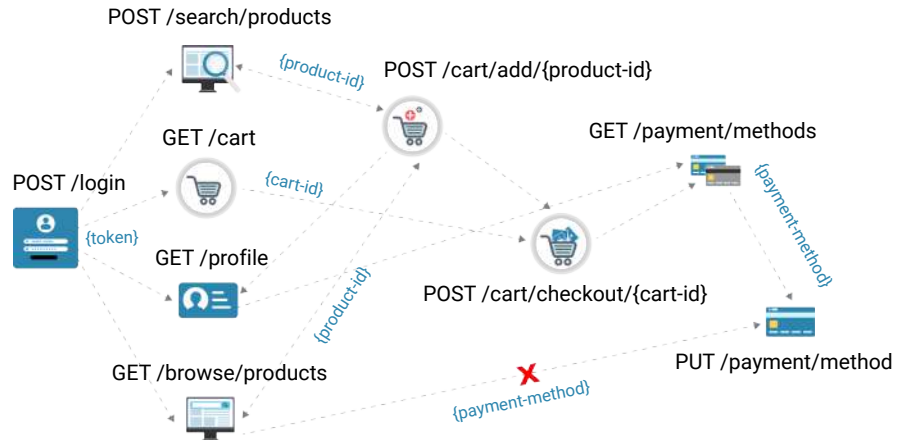 POST /search/products
{product-id}
POST /cart/add/{product-id}
GET /cart
GET /payment/methods
POST /login
{cart-id}
{token}
{payment-method}
GET /profile
{product-id}
POST /cart/checkout/{cart-id}
GET /browse/products
X
PUT /payment/method
{payment-method}